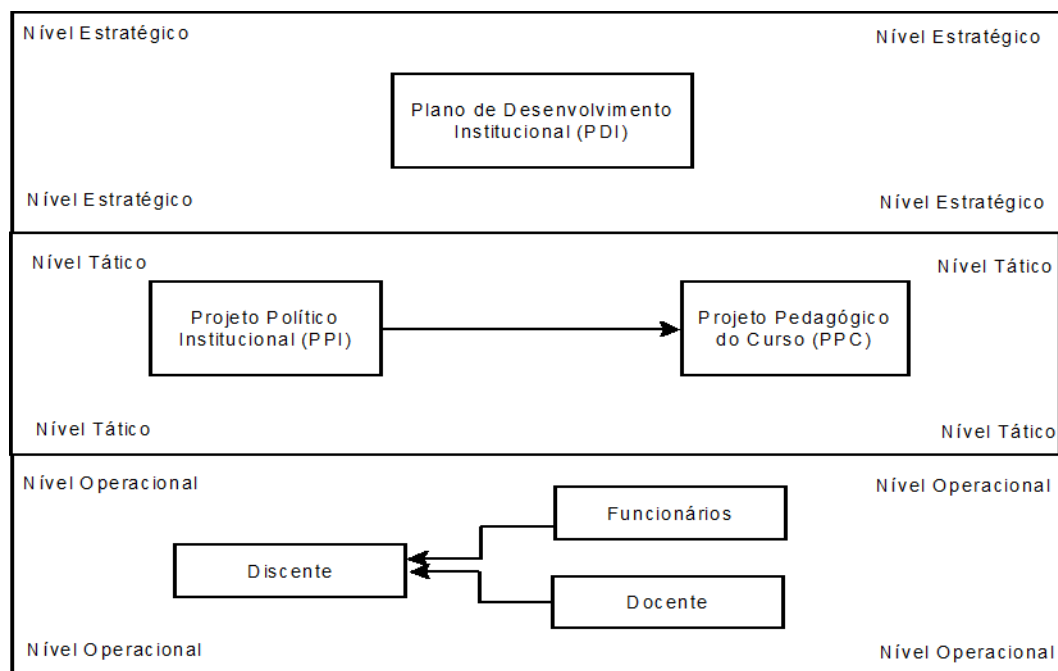 Nível Estratégico
Nível Estratégico
Plano de Desenvolvimento
Institucional (PDI)
Nível Estratégico
Nível Estratégico
Nível Tático
Nível Tático
Projeto Político
Institucional (PPI)
Projeto Pedagógico
do Curso (PPC)
Nível Tático
Nível Tático
Nível Operacional
Nível Operacional
Funcionários
Discente
Docente
Nível Operacional
Nível Operacional